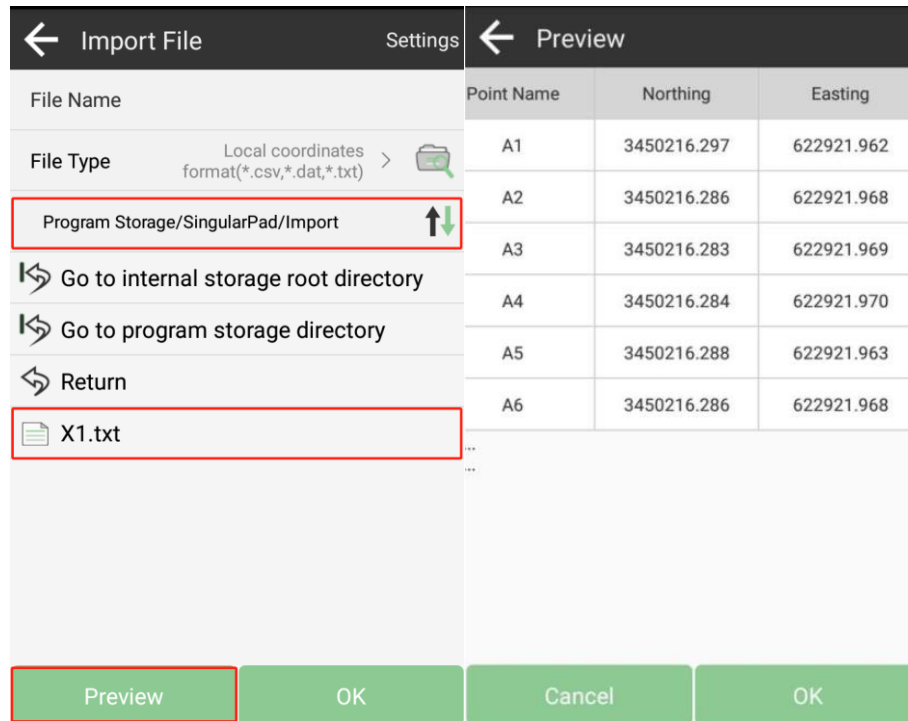 Import File
Settings
File Name
File Type
Local coordinates
format(*.csv,*.dat,*.txt)
Program Storage/SingularPad/Import
Go to internal storage root directory
Go to program storage directory
Return
X1.txt
Preview
OK
Preview
Point Name Northing Easting
A1 3450216.297 622921.962
A2 3450216.286 622921.968
A3 3450216.283 622921.969
A4 3450216.284 622921.970
A5 3450216.288 622921.963
A6 3450216.286 622921.968
...
...
Cancel
OK